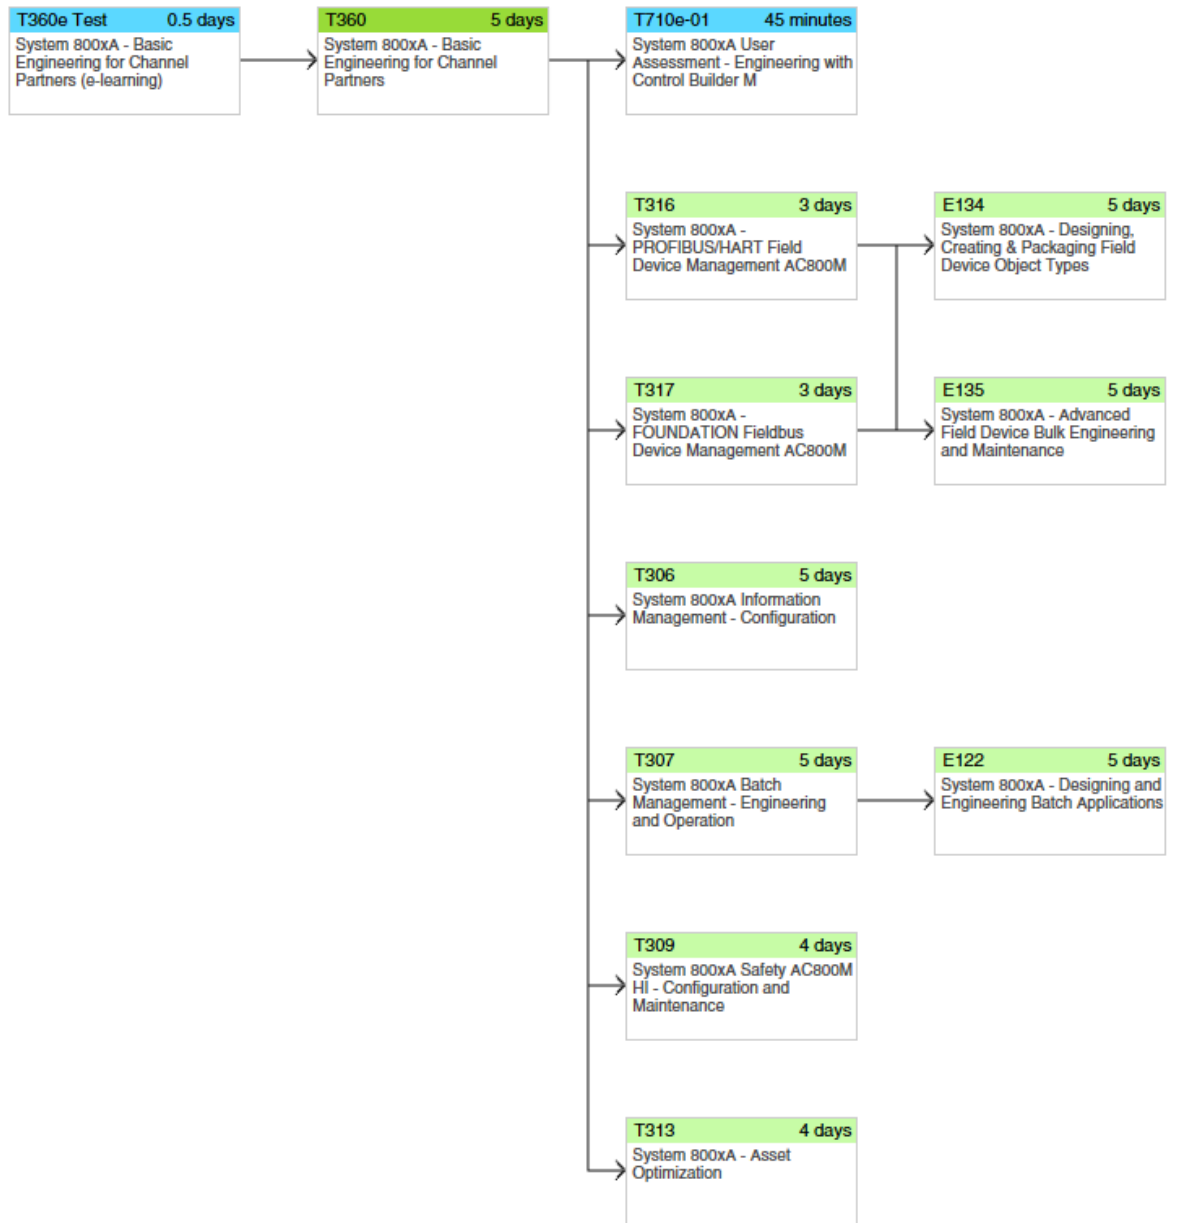 T360e Test 0.5 days
System 800xA - Basic
Engineering for Channel
Partners (e-learning)
T360 5 days
System 800xA - Basic
Engineering for Channel
Partners
T710e-01 45 minutes
System 800xA User
Assessment - Engineering with
Control Builder M
T316 3 days
System 800xA -
PROFIBUS/HART Field
Device Management AC800M
E134 5 days
System 800xA - Designing,
Creating & Packaging Field
Device Object Types
T317 3 days
System 800xA -
FOUNDATION Fieldbus
Device Management AC800M
E135 5 days
System 800xA - Advanced
Field Device Bulk Engineering
and Maintenance
T306 5 days
System 800xA Information
Management - Configuration
T307 5 days
System 800xA Batch
Management - Engineering
and Operation
E122 5 days
System 800xA - Designing and
Engineering Batch Applications
T309 4 days
System 800xA Safety AC800M
HI - Configuration and
Maintenance
T313 4 days
System 800xA - Asset
Optimization